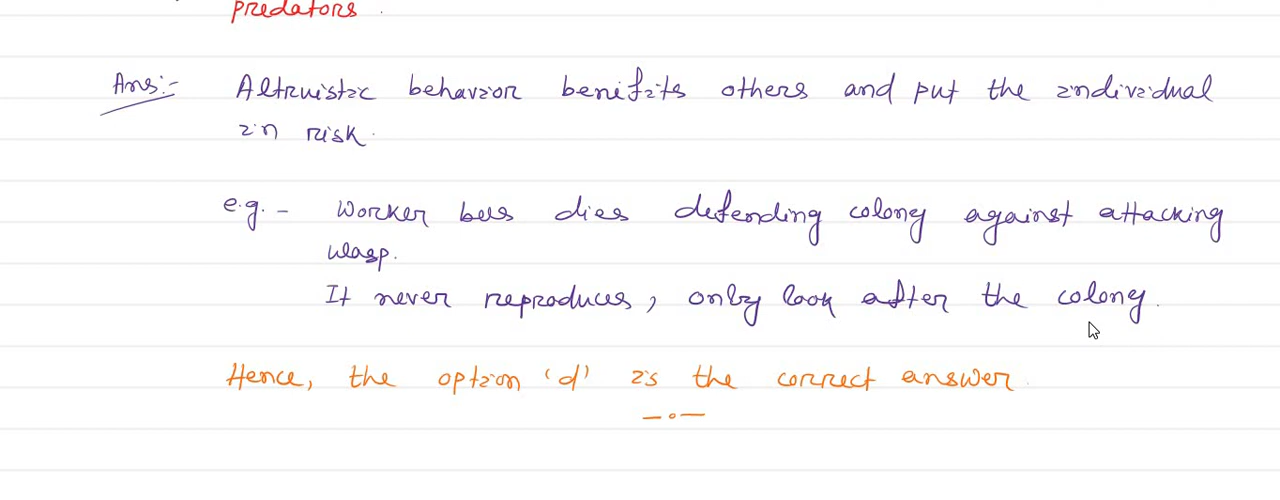 predators.
Ans:- Altruistic behavior benifits others and put the individual
in risk.
e.g. - Worker bees dies defending colony against attacking
wasp.
It never reproduces, only look after the colony.
Hence, the option 'd' is the correct answer.